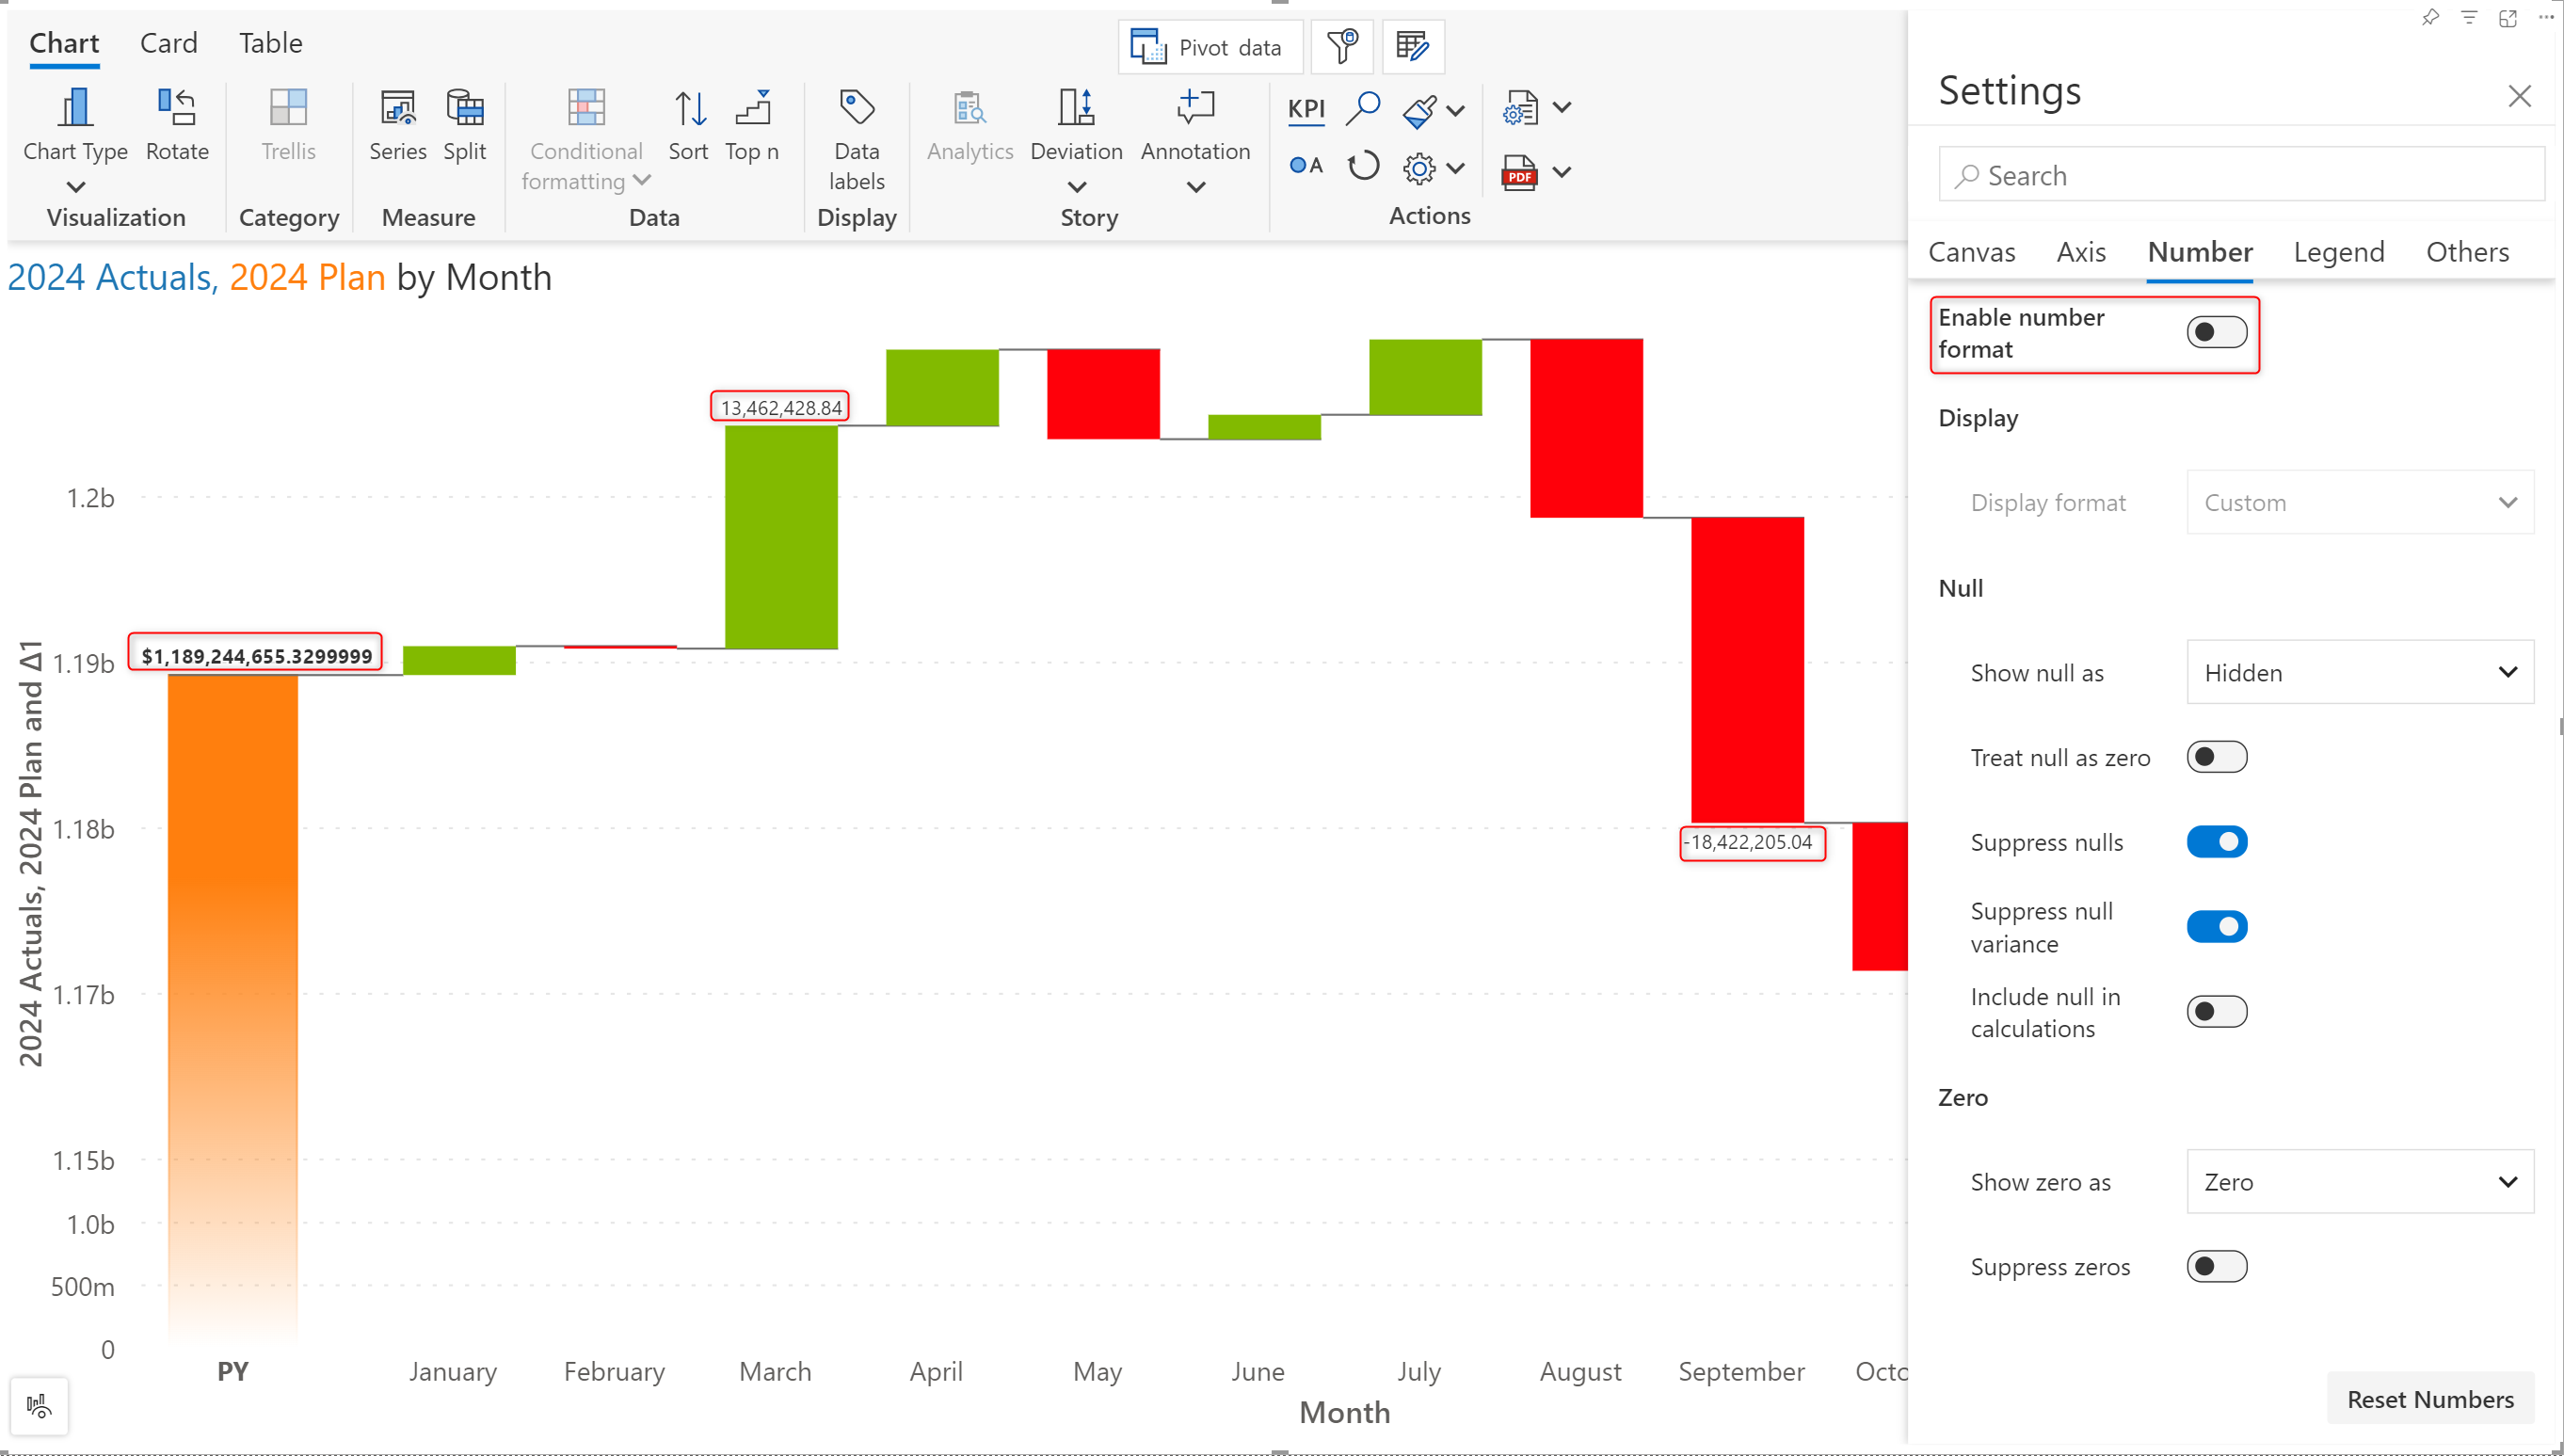 Chart Card Table
Pivot data
Chart Type
Rotate
Trellis
Series
Split
Conditional
formatting
Sort
Top n
Data
labels
Analytics
Deviation
Annotation
KPI
A
PDF
Visualization
Category
Measure
Data
Display
Story
Actions
2024 Actuals, 2024 Plan by Month
2024 Actuals, 2024 Plan and Δ1
1.2b
1.19b
1.18b
1.17b
1.15b
1.0b
500m
0
$1,189,244,655.3299999
13,462,428.84
-18,422,205.04
PY
January
February
March
April
May
June
July
August
September
Octo
Month
Settings
Search
Canvas Axis Number Legend Others
Enable number
format
Display
Display format
Custom
Null
Show null as
Hidden
Treat null as zero
Suppress nulls
Suppress null
variance
Include null in
calculations
Zero
Show zero as
Zero
Suppress zeros
Reset Numbers